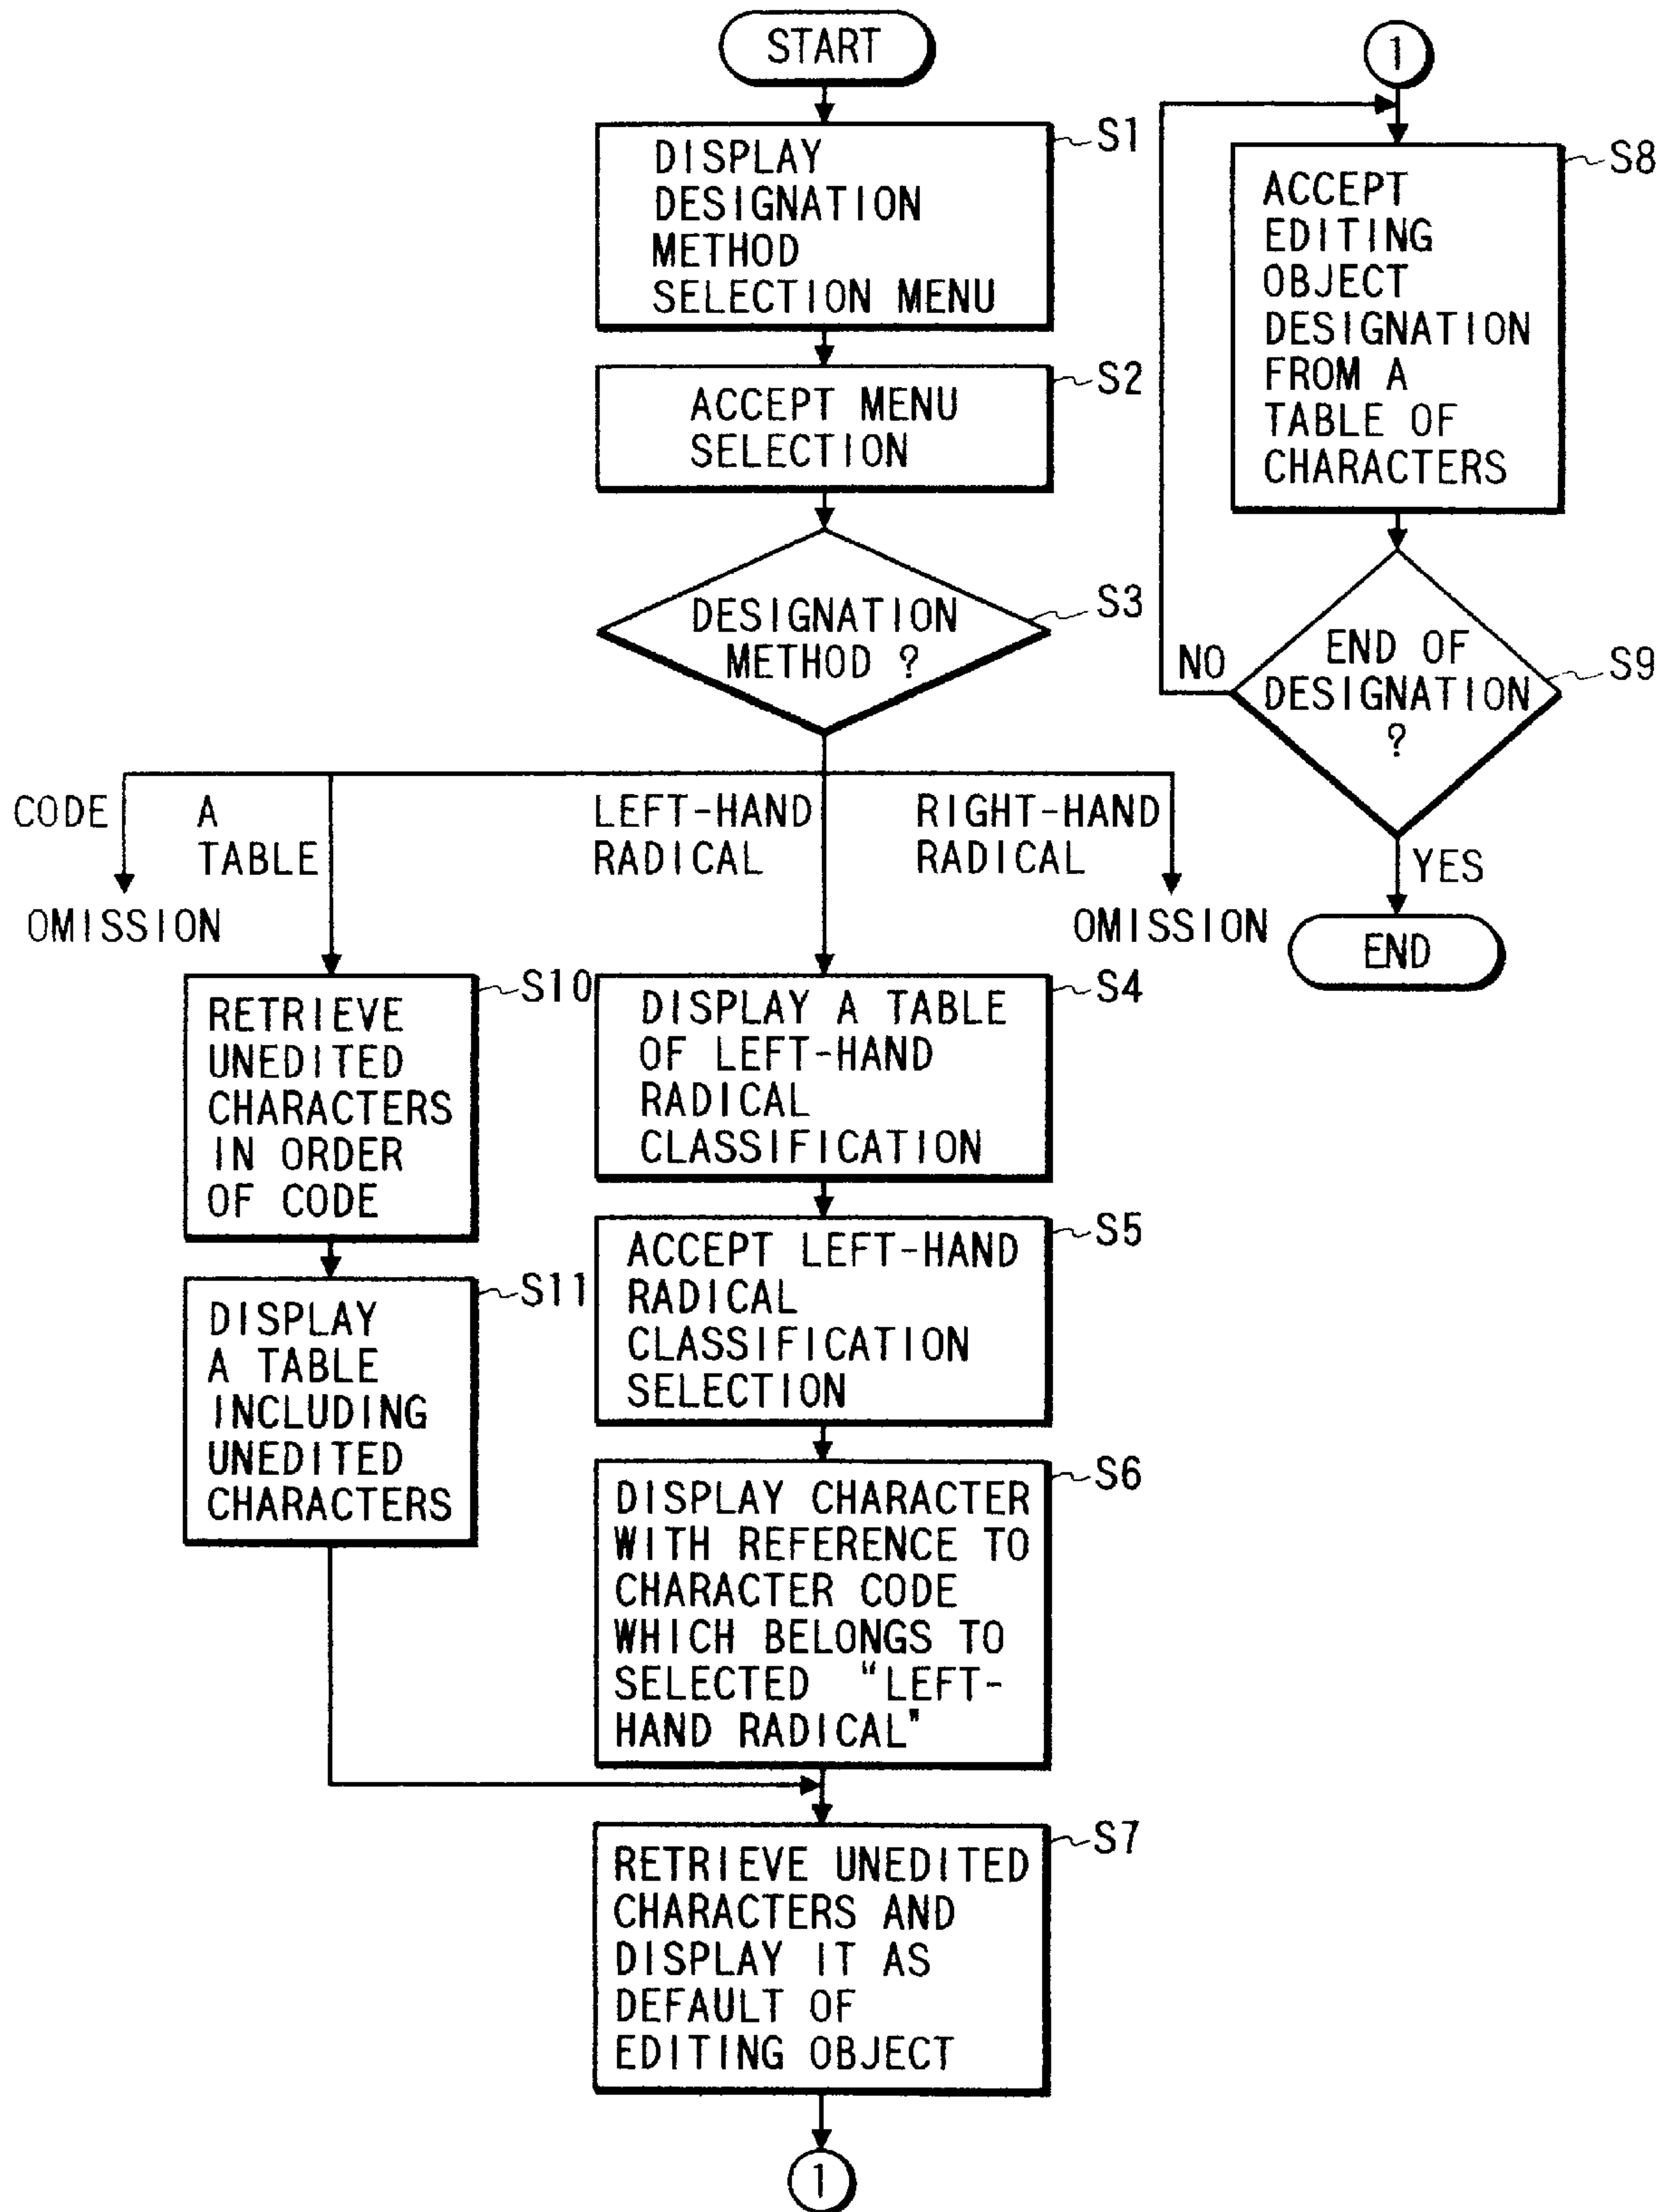 START
DISPLAY
DESIGNATION
METHOD
SELECTION MENU
S1
ACCEPT MENU
SELECTION
S2
DESIGNATION
METHOD ?
S3
CODE
OMISSION
A
TABLE
LEFT-HAND
RADICAL
RIGHT-HAND
RADICAL
OMISSION
RETRIEVE
UNEDITED
CHARACTERS
IN ORDER
OF CODE
S10
DISPLAY
A TABLE
INCLUDING
UNEDITED
CHARACTERS
S11
DISPLAY A TABLE
OF LEFT-HAND
RADICAL
CLASSIFICATION
S4
ACCEPT LEFT-HAND
RADICAL
CLASSIFICATION
SELECTION
S5
DISPLAY CHARACTER
WITH REFERENCE TO
CHARACTER CODE
WHICH BELONGS TO
SELECTED "LEFT-
HAND RADICAL"
S6
RETRIEVE UNEDITED
CHARACTERS AND
DISPLAY IT AS
DEFAULT OF
EDITING OBJECT
S7
1
1
ACCEPT
EDITING
OBJECT
DESIGNATION
FROM A
TABLE OF
CHARACTERS
S8
END OF
DESIGNATION
?
S9
NO
YES
END